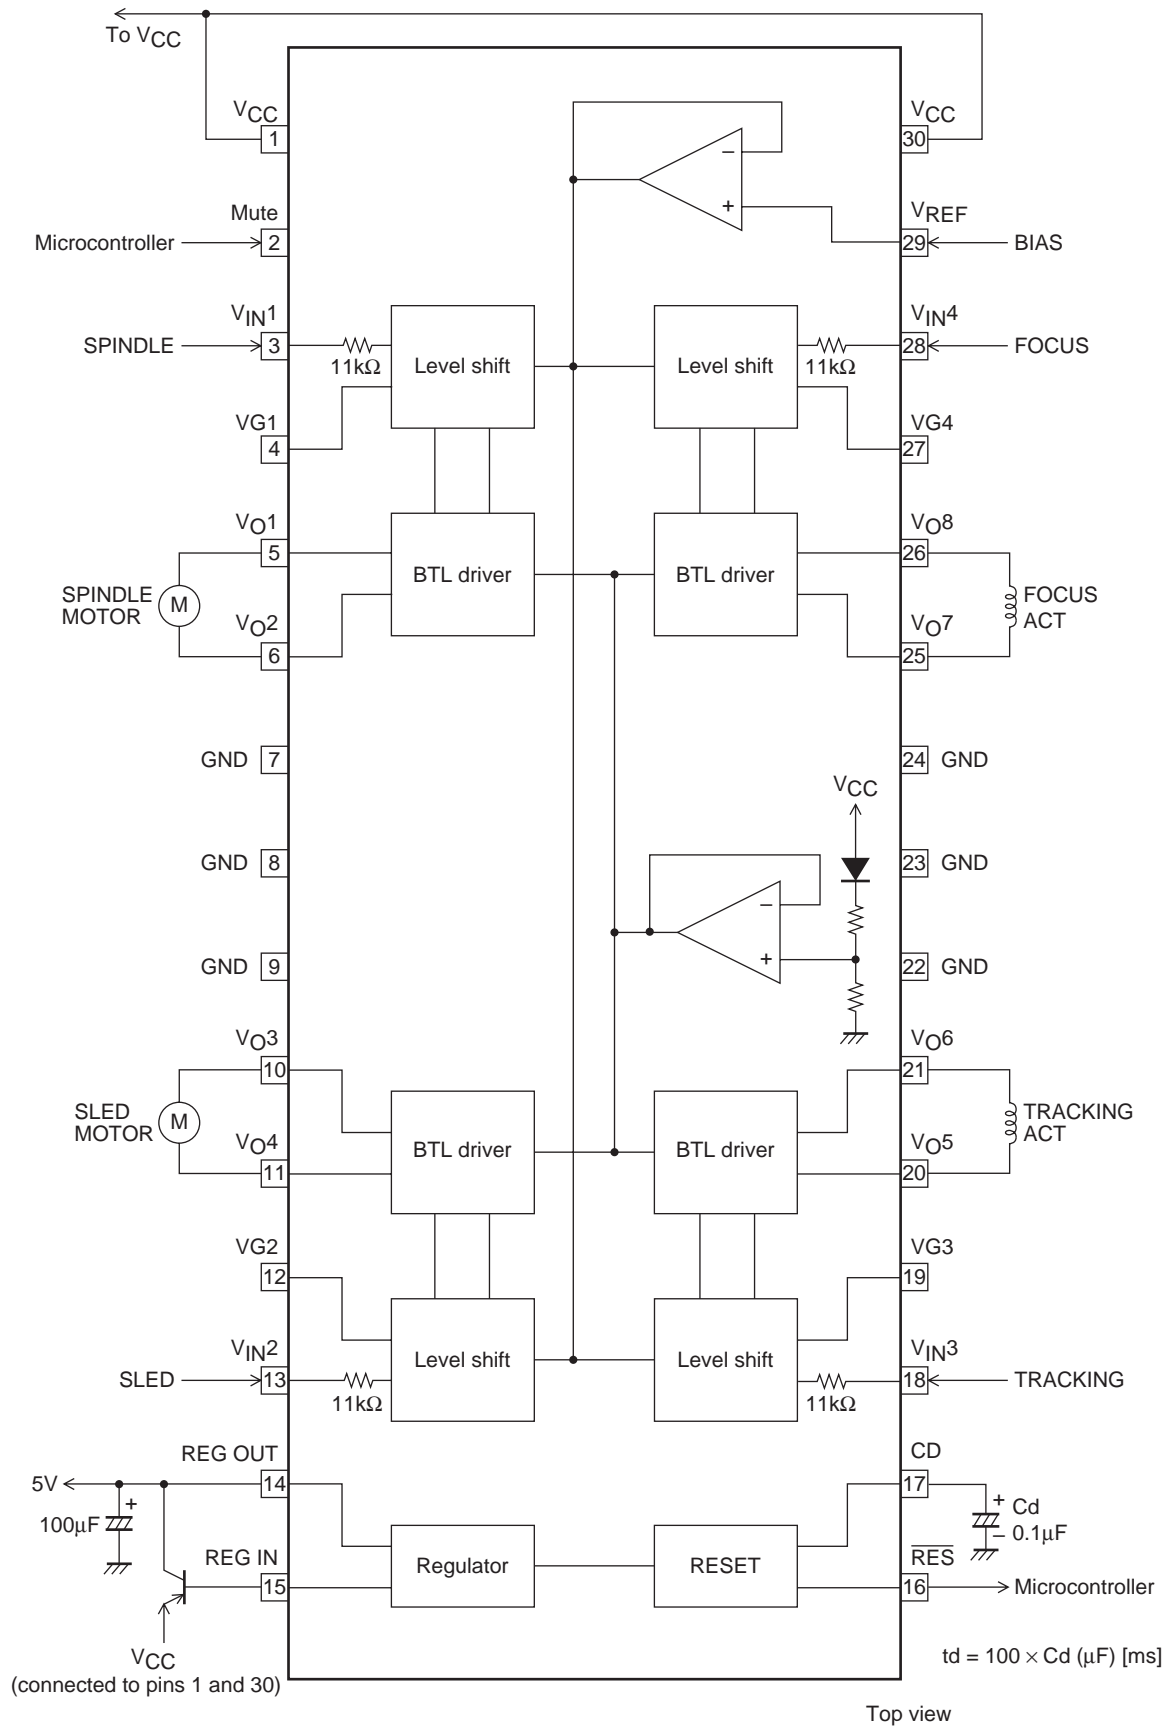 To VCC
VCC
1
VCC
30
Mute
2
Microcontroller
VREF
29
BIAS
−
+
VIN1
3
SPINDLE
11kΩ
Level shift
Level shift
11kΩ
VIN4
28
FOCUS
VG1
4
VG4
27
VO1
5
BTL driver
BTL driver
VO8
26
SPINDLE
MOTOR
M
FOCUS
ACT
VO2
6
VO7
25
GND 7
24 GND
VCC
GND 8
23 GND
−
+
GND 9
22 GND
VO3
10
VO6
21
SLED
MOTOR
M
TRACKING
ACT
VO4
11
BTL driver
BTL driver
VO5
20
VG2
12
VG3
19
VIN2
13
SLED
11kΩ
Level shift
Level shift
11kΩ
VIN3
18
TRACKING
REG OUT
14
5V
+
100μF
CD
17
+
Cd
− 0.1μF
REG IN
15
Regulator
RESET
RES
16
Microcontroller
VCC
(connected to pins 1 and 30)
td = 100 × Cd (μF) [ms]
Top view